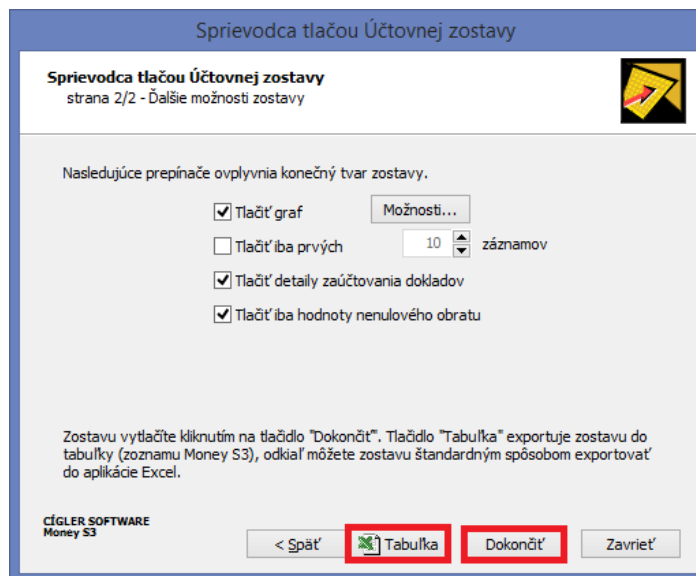 Sprievodca tlačou Účtovnej zostavy
Sprievodca tlačou Účtovnej zostavy
strana 2/2 - Ďalšie možnosti zostavy
Nasledujúce prepínače ovplyvnia konečný tvar zostavy.
Tlačiť graf Možnosti...
Tlačiť iba prvých 10 záznamov
Tlačiť detaily zaúčtovania dokladov
Tlačiť iba hodnoty nenulového obratu
Zostavu vytlačíte kliknutím na tlačidlo "Dokončiť". Tlačidlo "Tabuľka" exportuje zostavu do
tabuľky (zoznamu Money S3), odkiaľ môžete zostavu štandardným spôsobom exportovať
do aplikácie Excel.
CÍGLER SOFTWARE
Money S3
< Späť Tabuľka Dokončiť Zavrieť